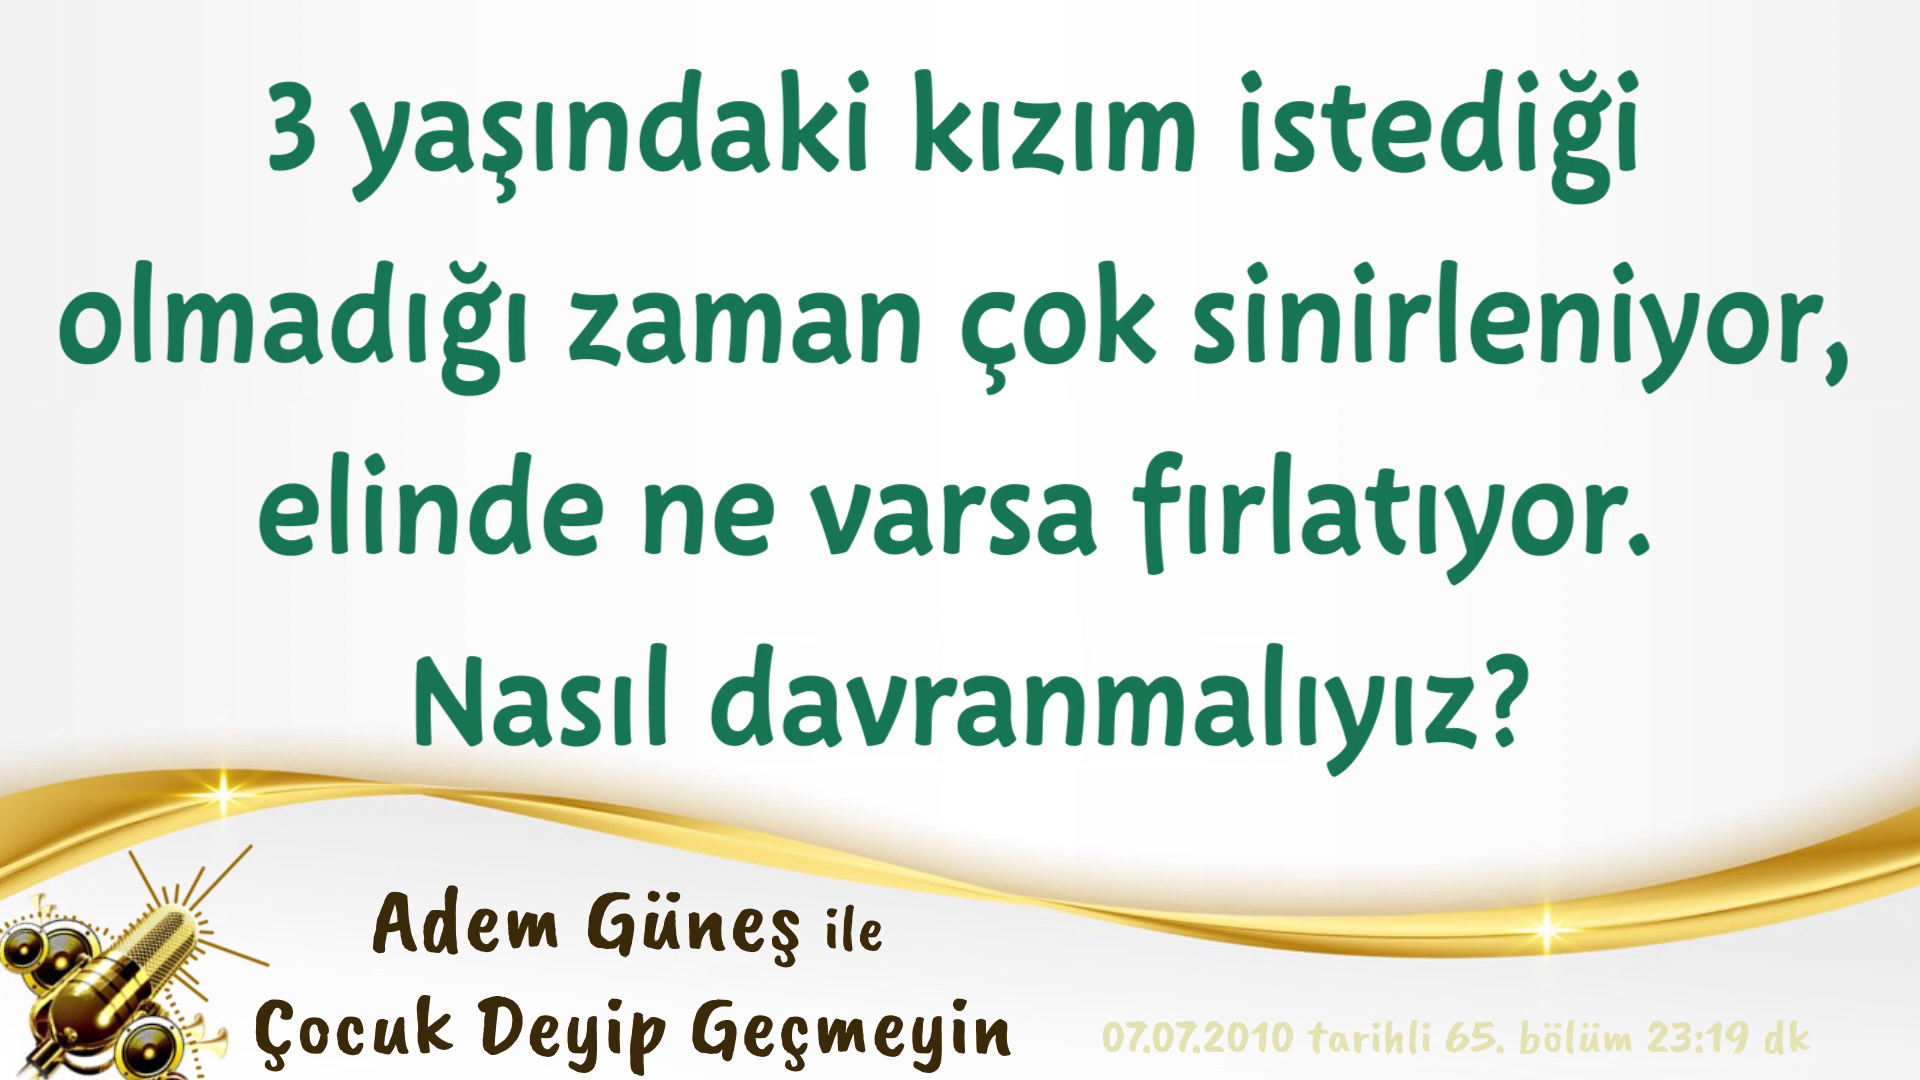 3 yaşındaki kızım istediği
olmadığı zaman çok sinirleniyor,
elinde ne varsa fırlatıyor.
Nasıl davranmalıyız?
Adem Güneş ile
Çocuk Deyip Geçmeyin
07.07.2010 tarihli 65. bölüm 23:19 dk